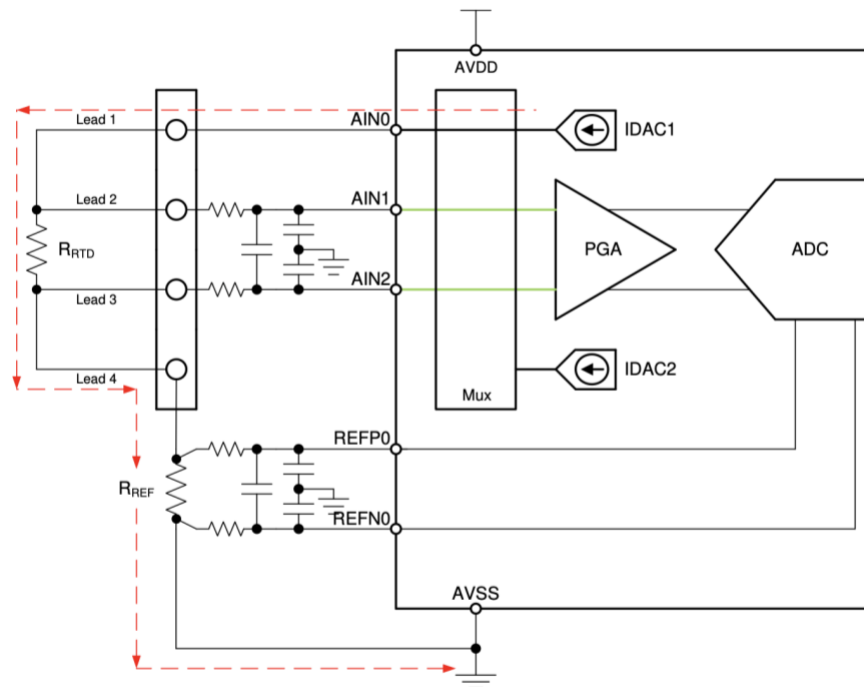 AVDD
Lead 1
AIN0
IDAC1
Lead 2
AIN1
RRTD
PGA
ADC
Lead 3
AIN2
Lead 4
IDAC2
Mux
REFP0
RREF
REFN0
AVSS